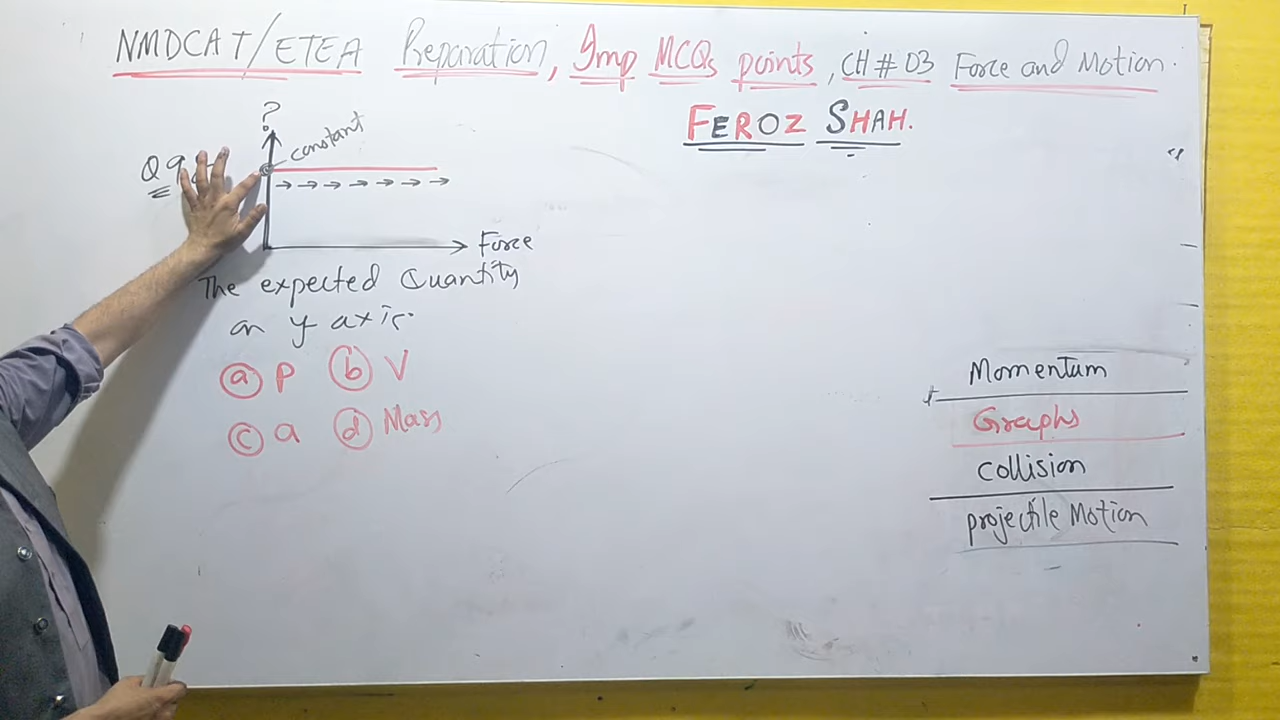 NMDCAT/ETEA Preparation, Imp MCQs points, CH # 03 Force and Motion.
FEROZ SHAH.
?
constant
Q
Force
The expected Quantity
on y axis.
(a) P (b) V
(c) a (d) Mass
Momentum
Graphs
collision
projectile Motion